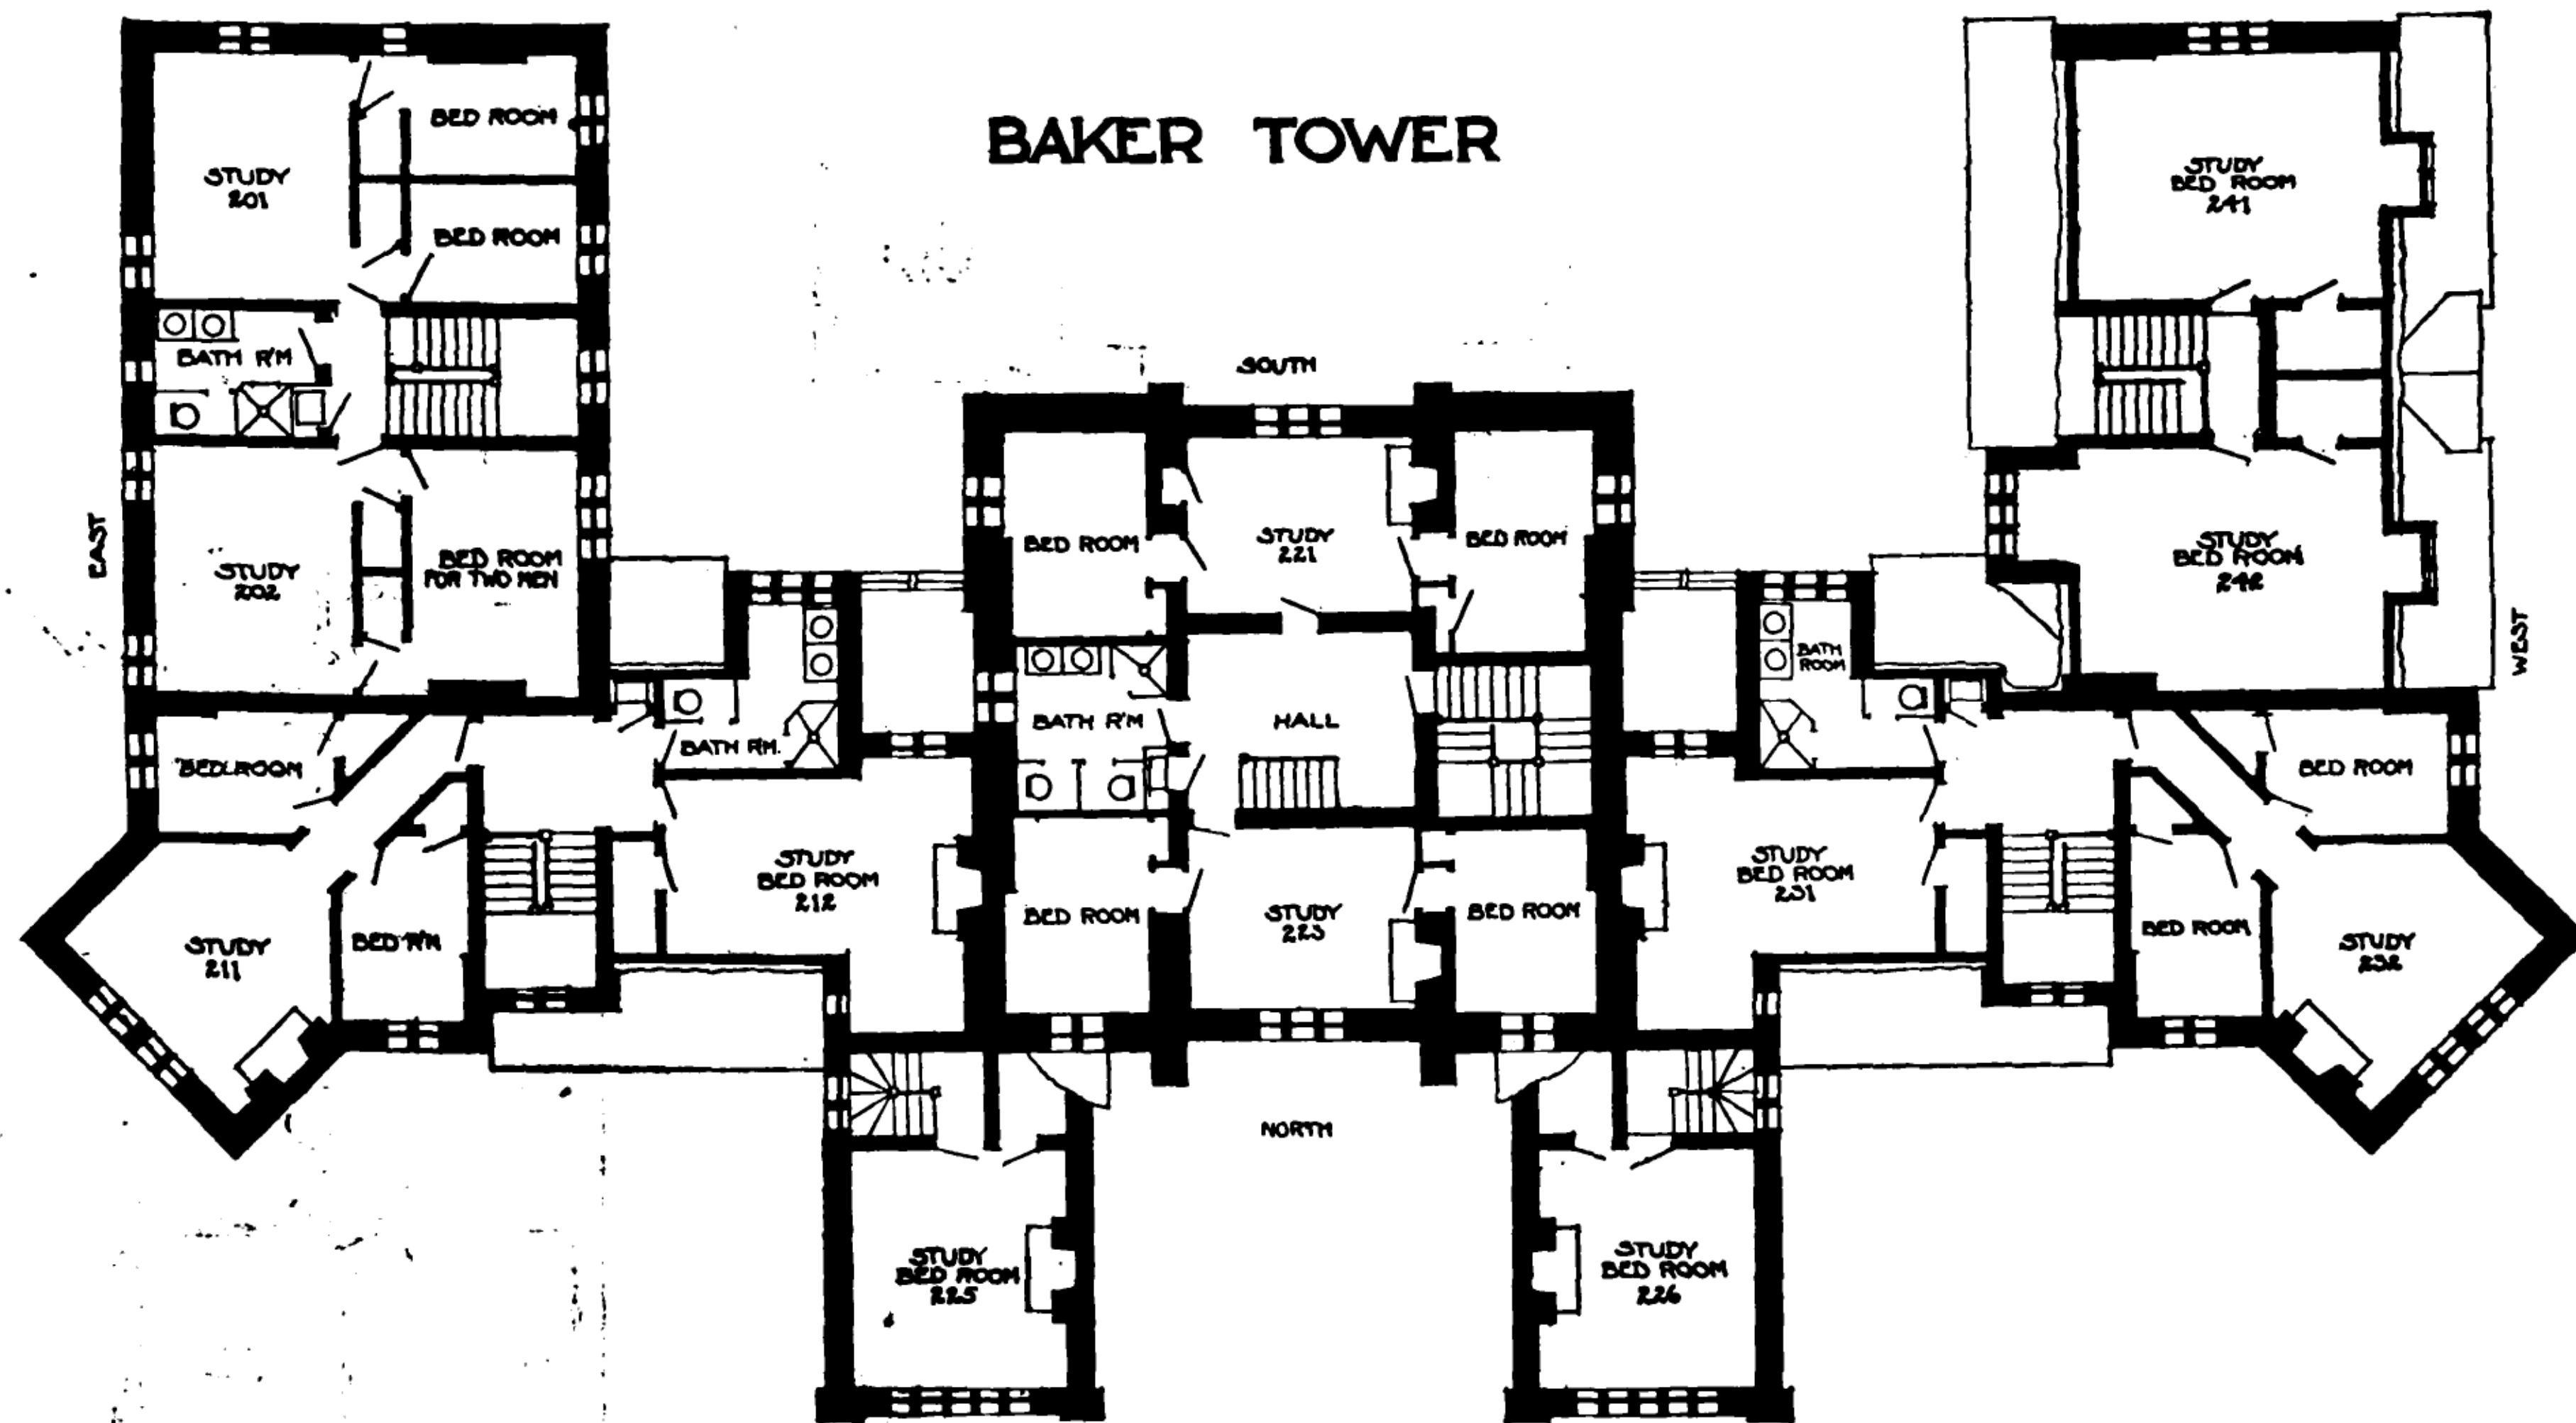 BAKER TOWER
BED ROOM
STUDY
201
BED ROOM
BATH R'M
EAST
STUDY
202
BED ROOM
FOR TWO MEN
BED ROOM
BATH R'M.
STUDY
BED ROOM
212
STUDY
211
BED R'M
SOUTH
BED ROOM
STUDY
221
BED ROOM
BATH R'M
HALL
BED ROOM
STUDY
223
BED ROOM
NORTH
STUDY
BED ROOM
225
STUDY
BED ROOM
226
STUDY
BED ROOM
241
STUDY
BED ROOM
242
WEST
BATH
ROOM
BED ROOM
STUDY
BED ROOM
231
BED ROOM
STUDY
232